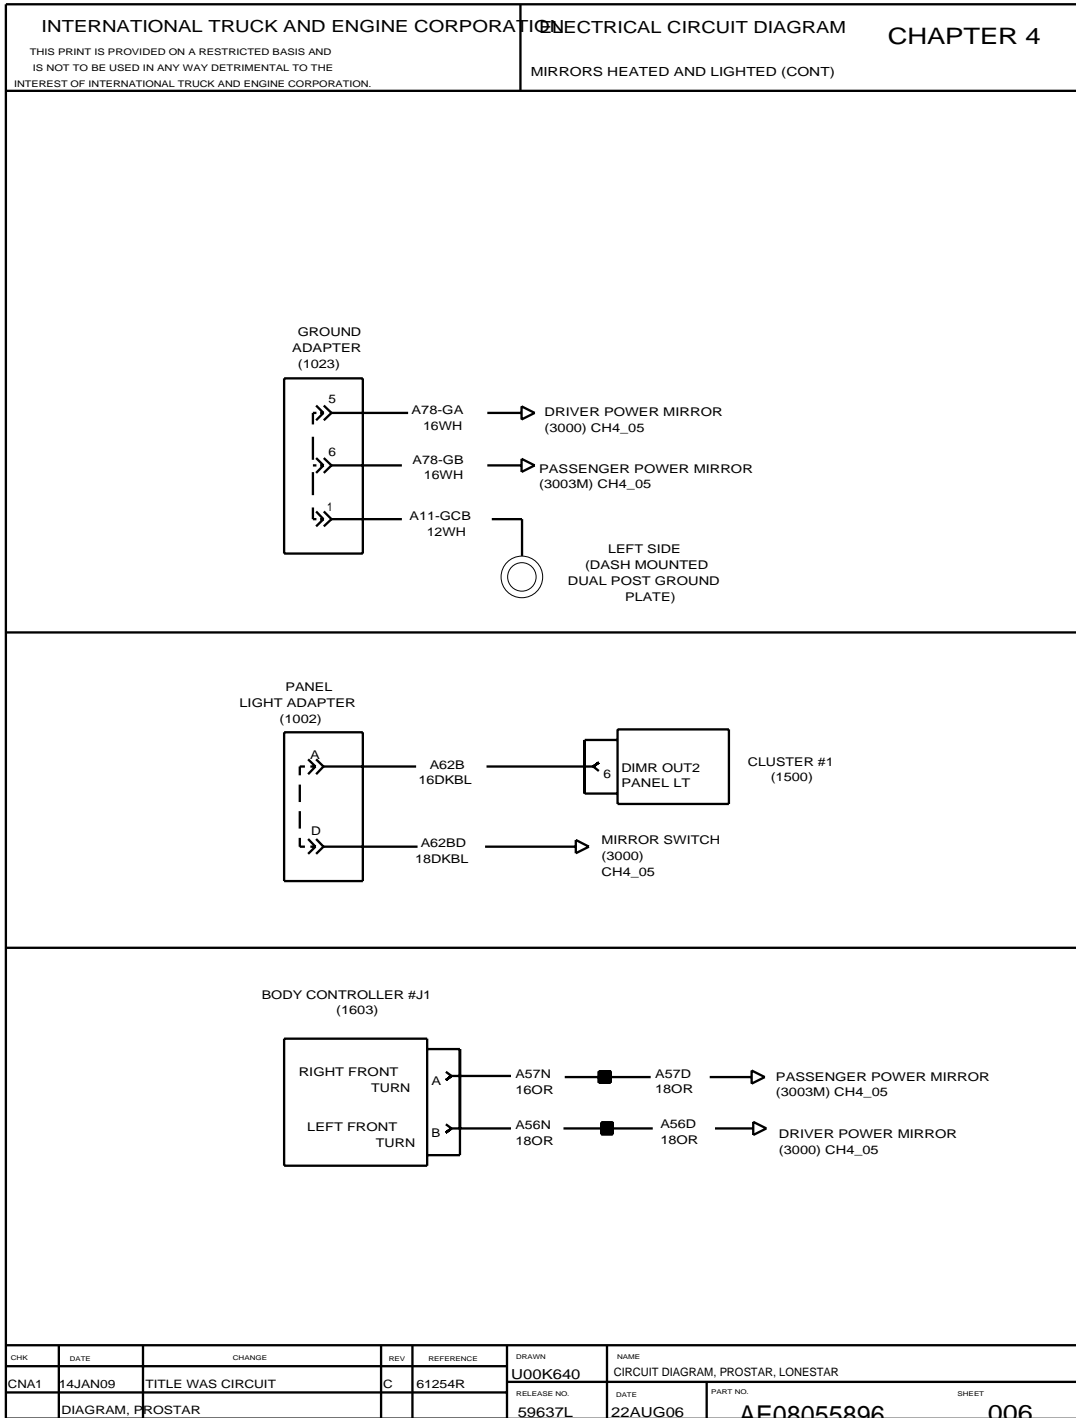 INTERNATIONAL TRUCK AND ENGINE CORPORATION
THIS PRINT IS PROVIDED ON A RESTRICTED BASIS AND
IS NOT TO BE USED IN ANY WAY DETRIMENTAL TO THE
INTEREST OF INTERNATIONAL TRUCK AND ENGINE CORPORATION.
ELECTRICAL CIRCUIT DIAGRAM
CHAPTER 4
MIRRORS HEATED AND LIGHTED (CONT)
GROUND
ADAPTER
(1023)
5
A78-GA
16WH
DRIVER POWER MIRROR
(3000) CH4_05
6
A78-GB
16WH
PASSENGER POWER MIRROR
(3003M) CH4_05
1
A11-GCB
12WH
LEFT SIDE
(DASH MOUNTED
DUAL POST GROUND
PLATE)
PANEL
LIGHT ADAPTER
(1002)
A
A62B
16DKBL
6
DIMR OUT2
PANEL LT
CLUSTER #1
(1500)
D
A62BD
18DKBL
MIRROR SWITCH
(3000)
CH4_05
BODY CONTROLLER #J1
(1603)
RIGHT FRONT
TURN
A
A57N
16OR
A57D
18OR
PASSENGER POWER MIRROR
(3003M) CH4_05
LEFT FRONT
TURN
B
A56N
18OR
A56D
18OR
DRIVER POWER MIRROR
(3000) CH4_05
CHK DATE CHANGE REV REFERENCE
CNA1 14JAN09 TITLE WAS CIRCUIT C 61254R
DIAGRAM, PROSTAR
DRAWN
U00K640
NAME
CIRCUIT DIAGRAM, PROSTAR, LONESTAR
RELEASE NO.
59637L
DATE
22AUG06
PART NO.
AE08055896
SHEET
006